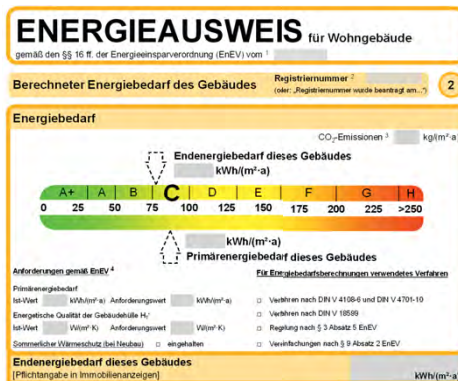 ENERGIEAUSWEIS für Wohngebäude
gemäß den §§ 16 ff. der Energieeinsparverordnung (EnEV) vom ¹
Berechneter Energiebedarf des Gebäudes
Registriernummer ²
(oder: „Registriernummer wurde beantragt am...")
2
Energiebedarf
CO₂-Emissionen ³ kg/(m²·a)
Endenergiebedarf dieses Gebäudes
kWh/(m²·a)
A+ A B C D E F G H
0 25 50 75 100 125 150 175 200 225 >250
kWh/(m²·a)
Primärenergiebedarf dieses Gebäudes
Anforderungen gemäß EnEV ⁴
Für Energiebedarfsberechnungen verwendetes Verfahren
Primärenergiebedarf
Ist-Wert kWh/(m²·a) Anforderungswert kWh/(m²·a)
□ Verfahren nach DIN V 4108-6 und DIN V 4701-10
Energetische Qualität der Gebäudehülle Hₜ'
□ Verfahren nach DIN V 18599
Ist-Wert W/(m²·K) Anforderungswert W/(m²·K)
□ Regelung nach § 3 Absatz 5 EnEV
Sommerlicher Wärmeschutz (bei Neubau) □ eingehalten
□ Vereinfachungen nach § 9 Absatz 2 EnEV
Endenergiebedarf dieses Gebäudes
[Pflichtangabe in Immobilienanzeigen]
kWh/(m²·a)